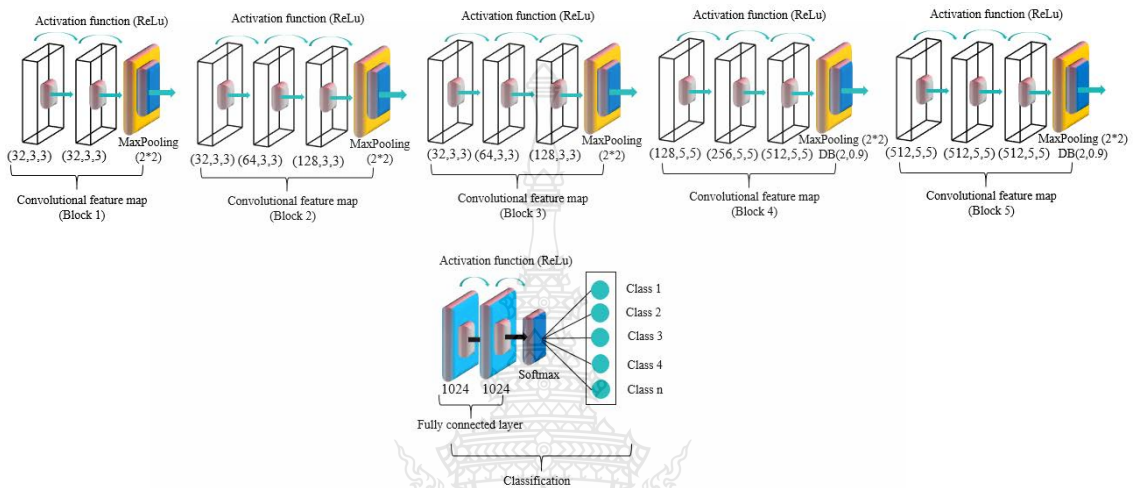 Activation function (ReLu)
(32,3,3) (32,3,3)
MaxPooling
(2*2)
Convolutional feature map
(Block 1)
Activation function (ReLu)
(32,3,3) (64,3,3) (128,3,3)
MaxPooling
(2*2)
Convolutional feature map
(Block 2)
Activation function (ReLu)
(32,3,3) (64,3,3) (128,3,3)
MaxPooling
(2*2)
Convolutional feature map
(Block 3)
Activation function (ReLu)
(128,5,5) (256,5,5) (512,5,5)
MaxPooling (2*2)
DB(2,0.9)
Convolutional feature map
(Block 4)
Activation function (ReLu)
(512,5,5) (512,5,5) (512,5,5)
MaxPooling (2*2)
DB(2,0.9)
Convolutional feature map
(Block 5)
Activation function (ReLu)
1024 1024
Softmax
Class 1
Class 2
Class 3
Class 4
Class n
Fully connected layer
Classification